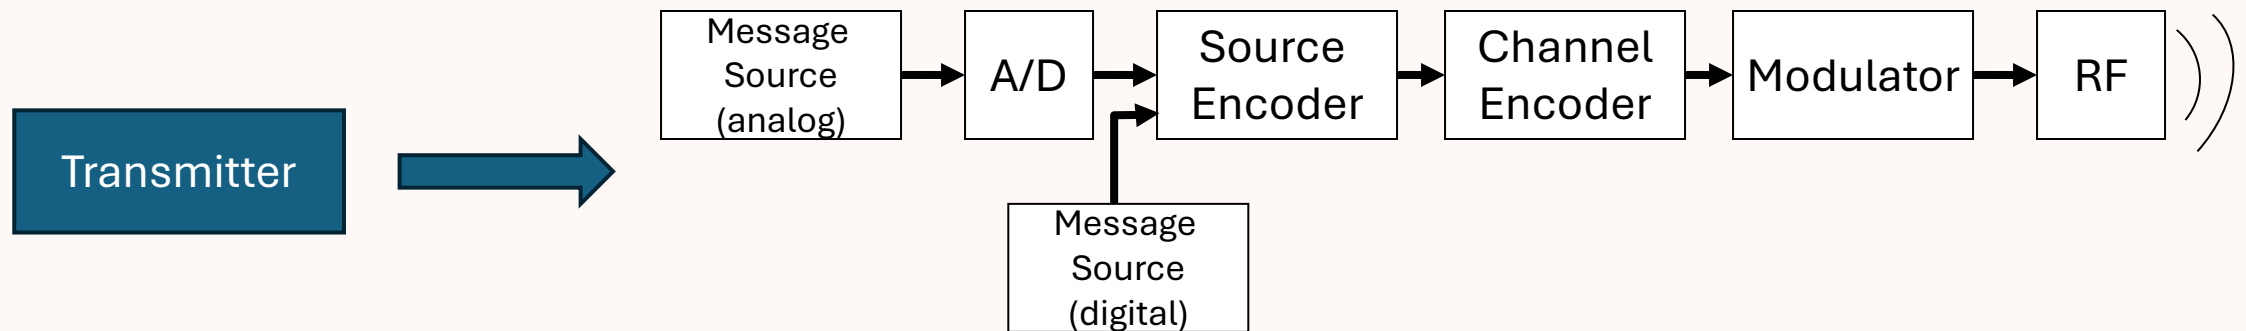 Transmitter
Message
Source
(analog)
A/D
Source
Encoder
Channel
Encoder
Modulator
RF
Message
Source
(digital)